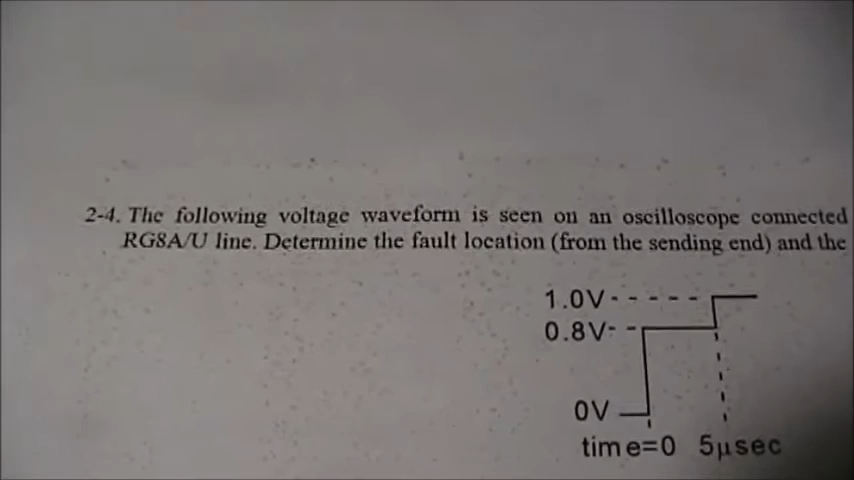 2-4. The following voltage waveform is seen on an oscilloscope connected
RG8A/U line. Determine the fault location (from the sending end) and the
1.0V
0.8V
0V
time=0 5μsec